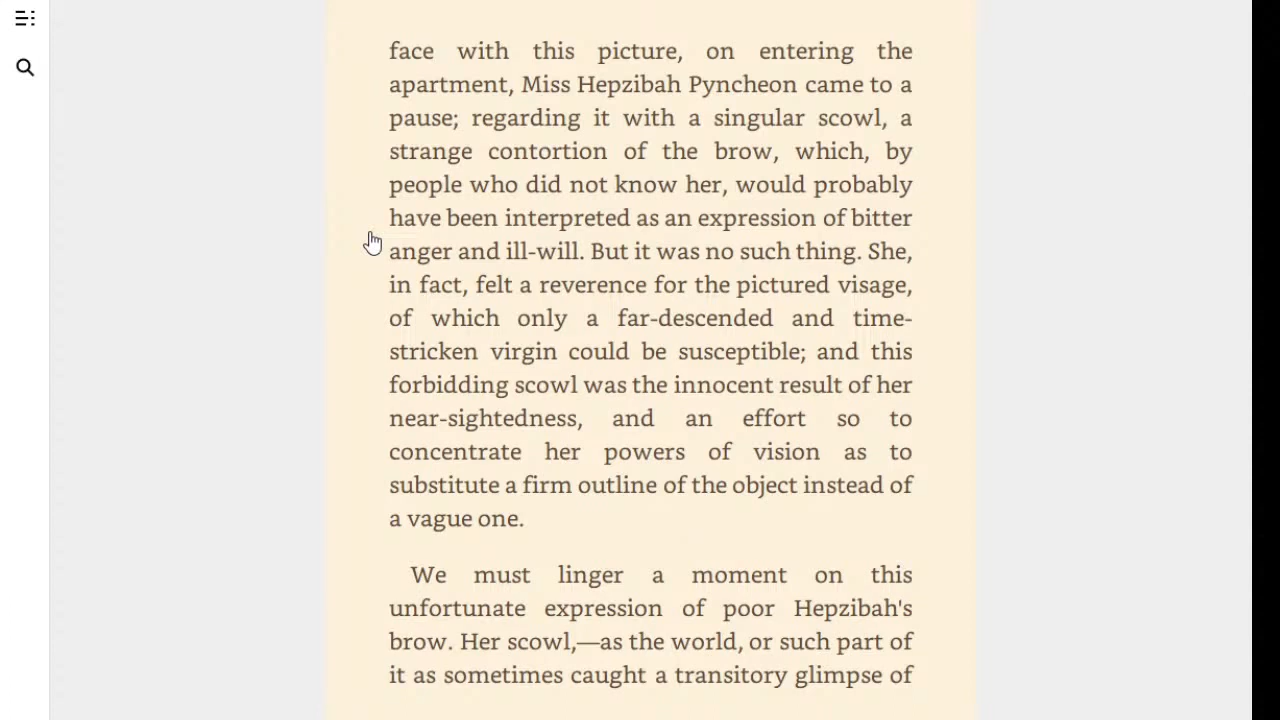 face with this picture, on entering the
apartment, Miss Hepzibah Pyncheon came to a
pause; regarding it with a singular scowl, a
strange contortion of the brow, which, by
people who did not know her, would probably
have been interpreted as an expression of bitter
anger and ill-will. But it was no such thing. She,
in fact, felt a reverence for the pictured visage,
of which only a far-descended and time-
stricken virgin could be susceptible; and this
forbidding scowl was the innocent result of her
near-sightedness, and an effort so to
concentrate her powers of vision as to
substitute a firm outline of the object instead of
a vague one.
We must linger a moment on this
unfortunate expression of poor Hepzibah's
brow. Her scowl,—as the world, or such part of
it as sometimes caught a transitory glimpse of